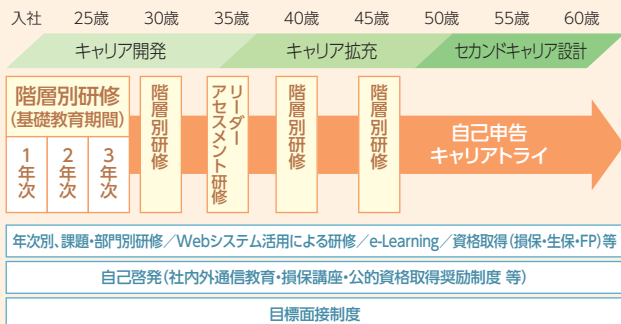 入社 25歳 30歳 35歳 40歳 45歳 50歳 55歳 60歳
キャリア開発 キャリア拡充 セカンドキャリア設計
階層別研修
(基礎教育期間)
1年次
2年次
3年次
階層別研修
リーダー
アセスメント研修
階層別研修
階層別研修
自己申告
キャリアトライ
年次別、課題・部門別研修／Webシステム活用による研修／e-Learning／資格取得(損保・生保・FP)等
自己啓発(社内外通信教育・損保講座・公的資格取得奨励制度 等)
目標面接制度